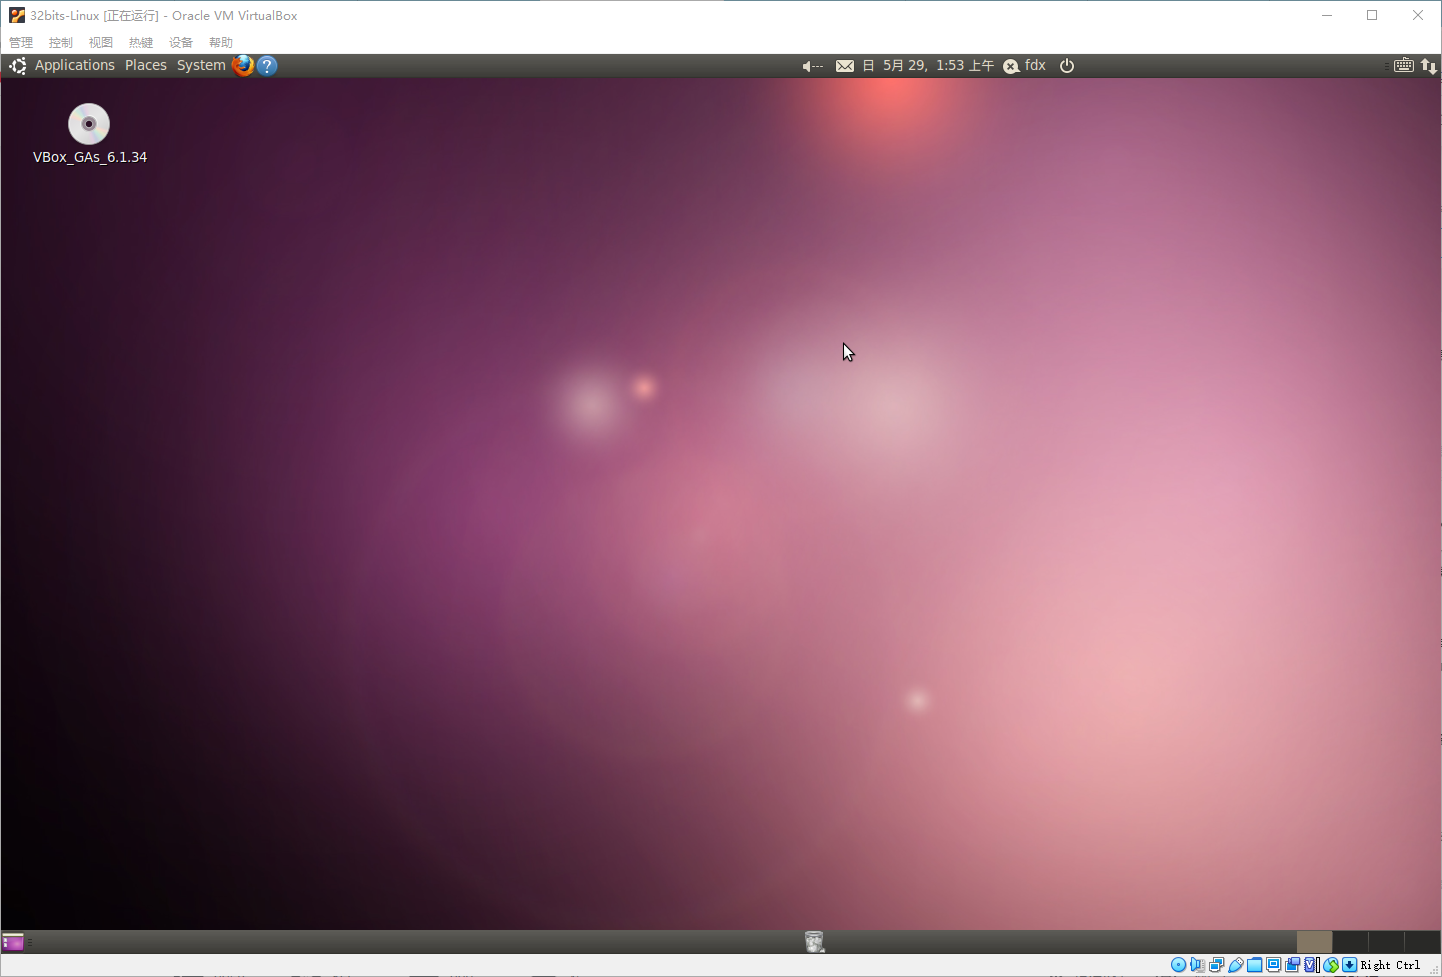 32bits-Linux [正在运行] - Oracle VM VirtualBox
管理 控制 视图 热键 设备 帮助
Applications Places System ? 日 5月 29, 1:53 上午 fdx
VBox_GAs_6.1.34
Right Ctrl